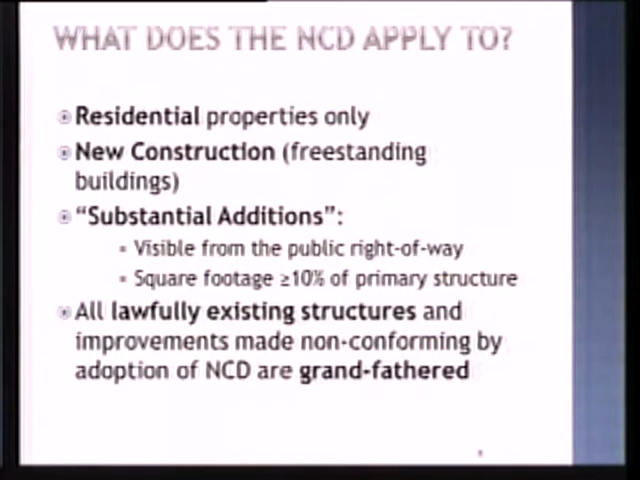 WHAT DOES THE NCD APPLY TO?
Residential properties only
New Construction (freestanding
buildings)
"Substantial Additions":
Visible from the public right-of-way
Square footage ≥10% of primary structure
All lawfully existing structures and
improvements made non-conforming by
adoption of NCD are grand-fathered